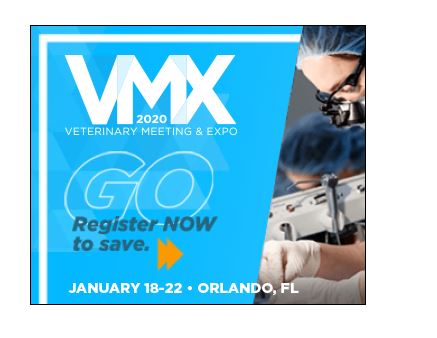 VMX
2020
VETERINARY MEETING & EXPO
GO
Register NOW
to save.
JANUARY 18-22 • ORLANDO, FL